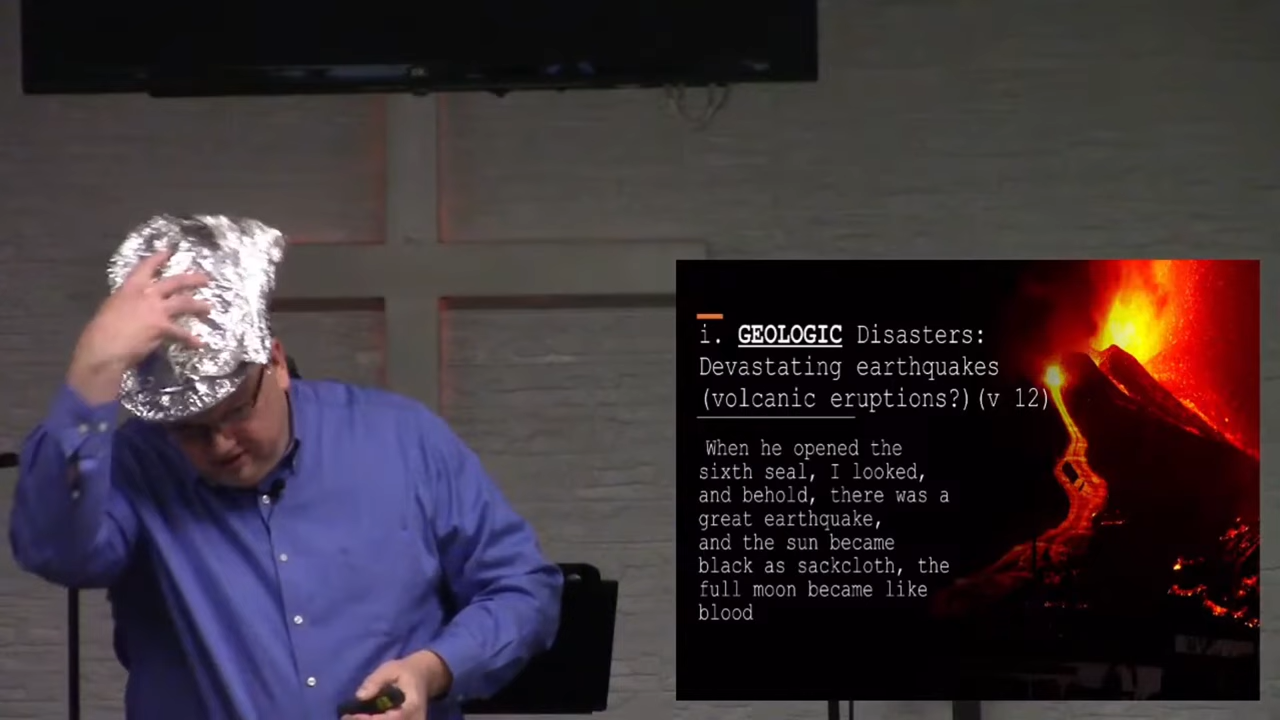 i. GEOLOGIC Disasters:
Devastating earthquakes
(volcanic eruptions?)(v 12)
When he opened the
sixth seal, I looked,
and behold, there was a
great earthquake,
and the sun became
black as sackcloth, the
full moon became like
blood